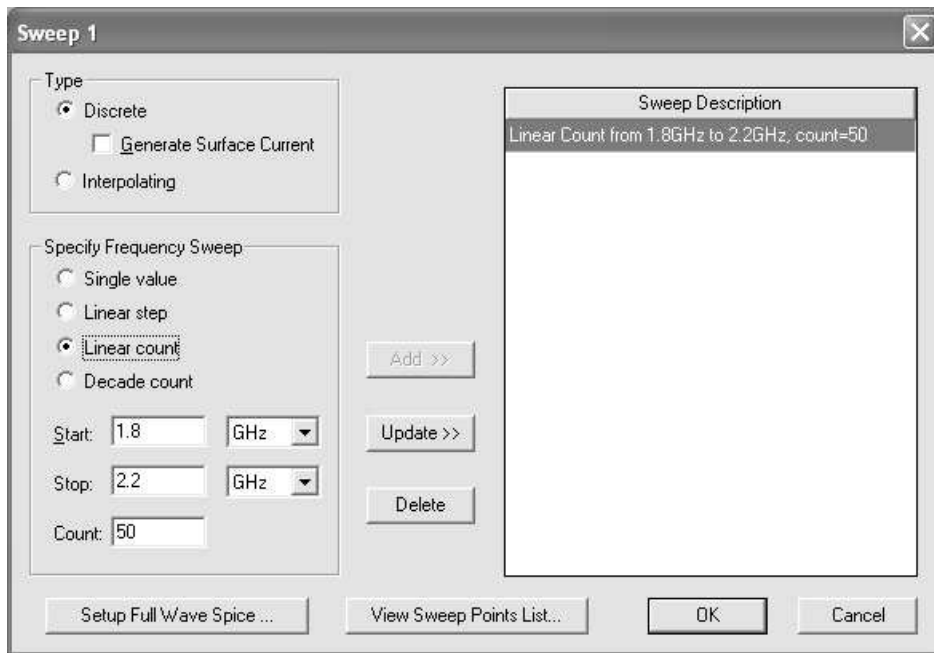 Sweep 1
Type
Discrete
Generate Surface Current
Interpolating
Specify Frequency Sweep
Single value
Linear step
Linear count
Decade count
Start: 1.8 GHz
Stop: 2.2 GHz
Count: 50
Add >>
Update >>
Delete
Sweep Description
Linear Count from 1.8GHz to 2.2GHz, count=50
Setup Full Wave Spice ...
View Sweep Points List...
OK
Cancel